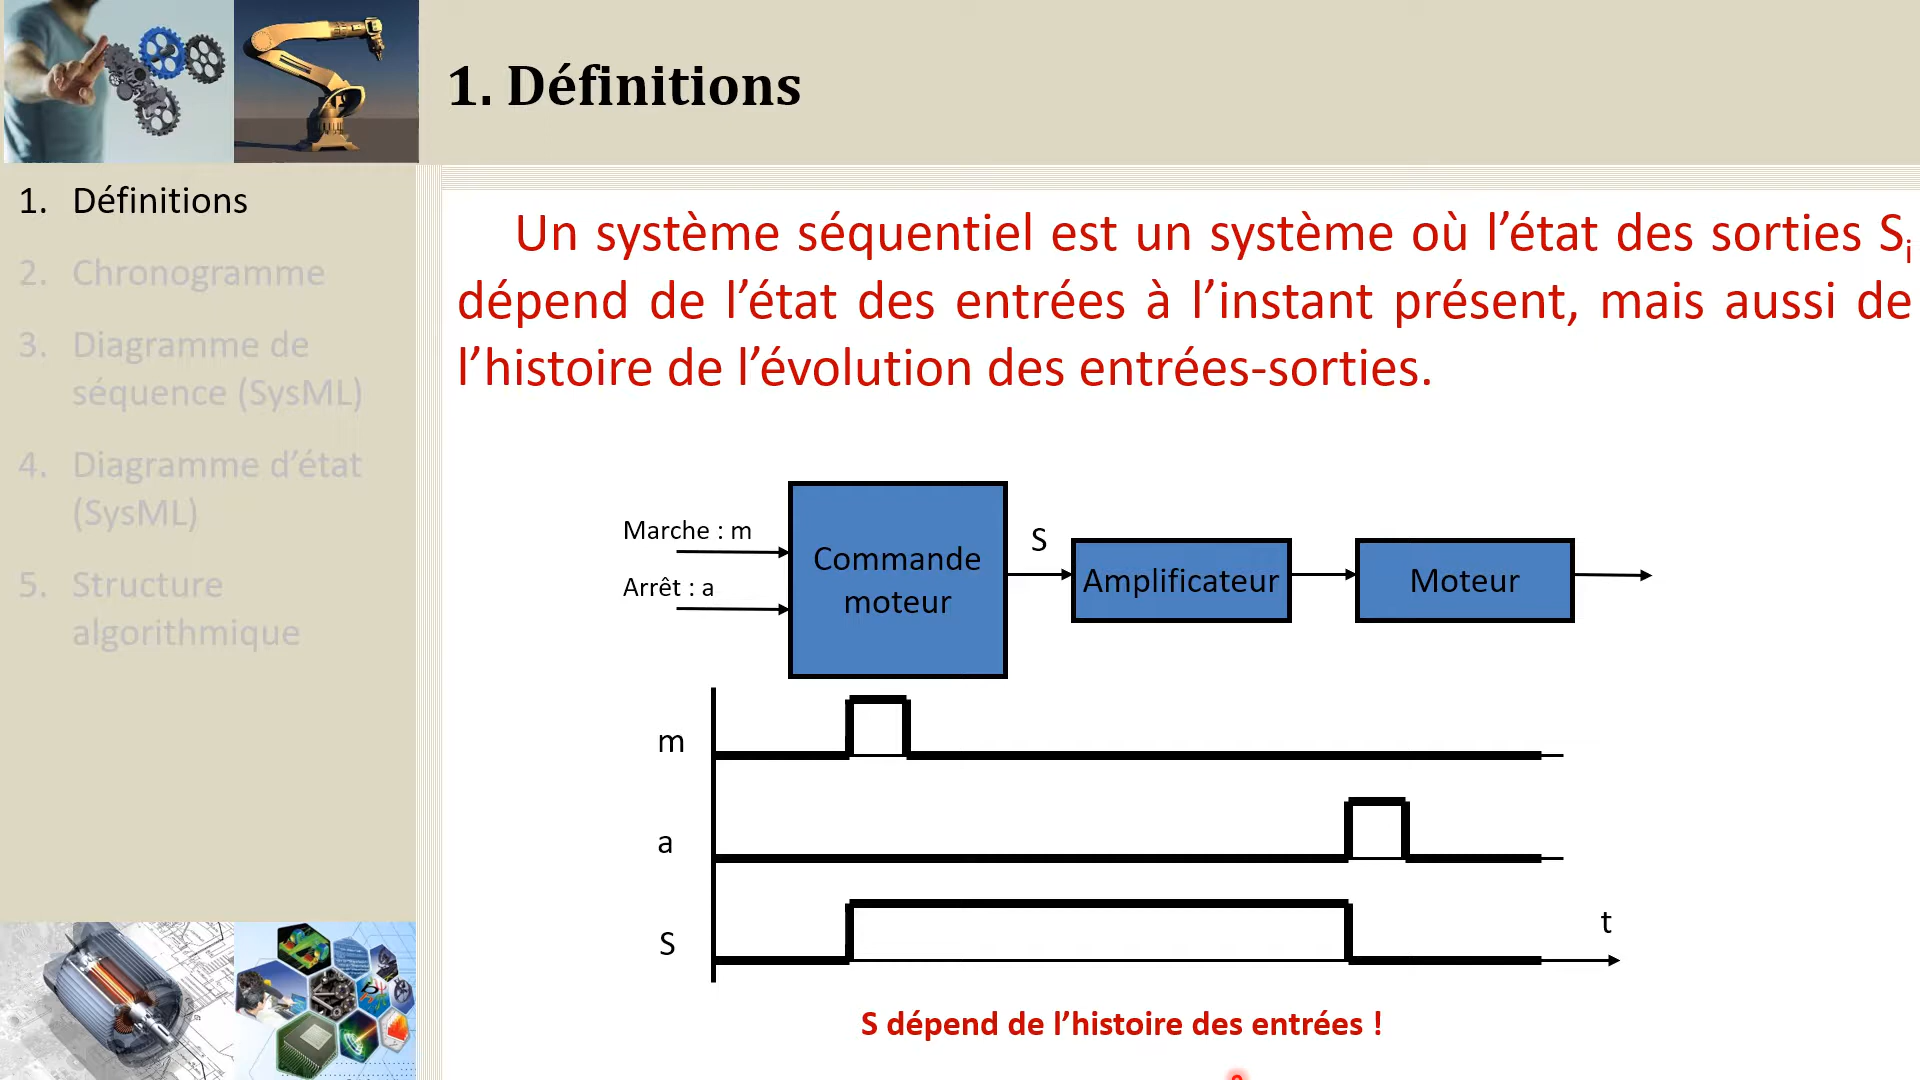 1. Définitions
1. Définitions
2. Chronogramme
3. Diagramme de
séquence (SysML)
4. Diagramme d’état
(SysML)
5. Structure
algorithmique
Un système séquentiel est un système où l’état des sorties Si
dépend de l’état des entrées à l’instant présent, mais aussi de
l’histoire de l’évolution des entrées-sorties.
Marche : m
Arrêt : a
Commande
moteur
S
Amplificateur
Moteur
m
a
S
t
S dépend de l’histoire des entrées !